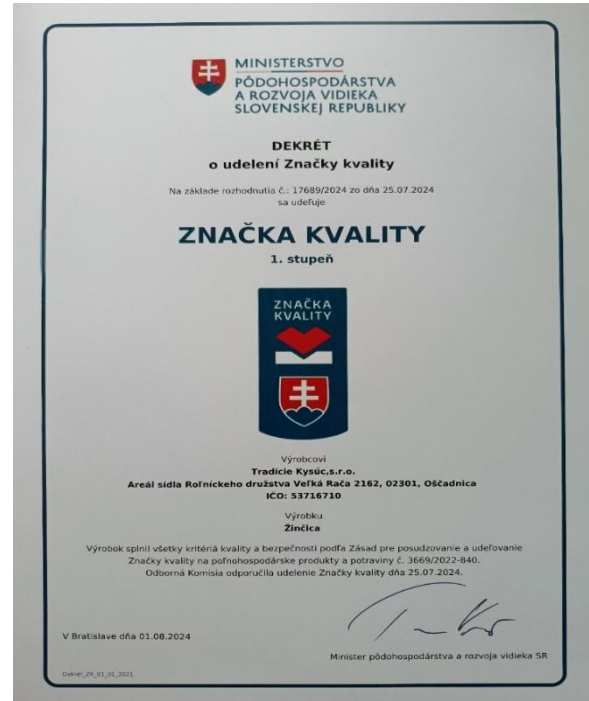 MINISTERSTVO
PÔDOHOSPODÁRSTVA
A ROZVOJA VIDIEKA
SLOVENSKEJ REPUBLIKY
DEKRÉT
o udelení Značky kvality
Na základe rozhodnutia č.: 17689/2024 zo dňa 25.07.2024
sa udeľuje
ZNAČKA KVALITY
1. stupeň
ZNAČKA
KVALITY
Výrobcovi
Tradície Kysúc,s.r.o.
Areál sídla Roľníckeho družstva Veľká Rača 2162, 02301, Oščadnica
IČO: 53716710
Výrobku
Žinčica
Výrobok splnil všetky kritériá kvality a bezpečnosti podľa Zásad pre posudzovanie a udeľovanie
Značky kvality na poľnohospodárske produkty a potraviny č. 3669/2022-840.
Odborná Komisia odporučila udelenie Značky kvality dňa 25.07.2024.
V Bratislave dňa 01.08.2024
Minister pôdohospodárstva a rozvoja vidieka SR
Dekrét_ZK_01_01_2021